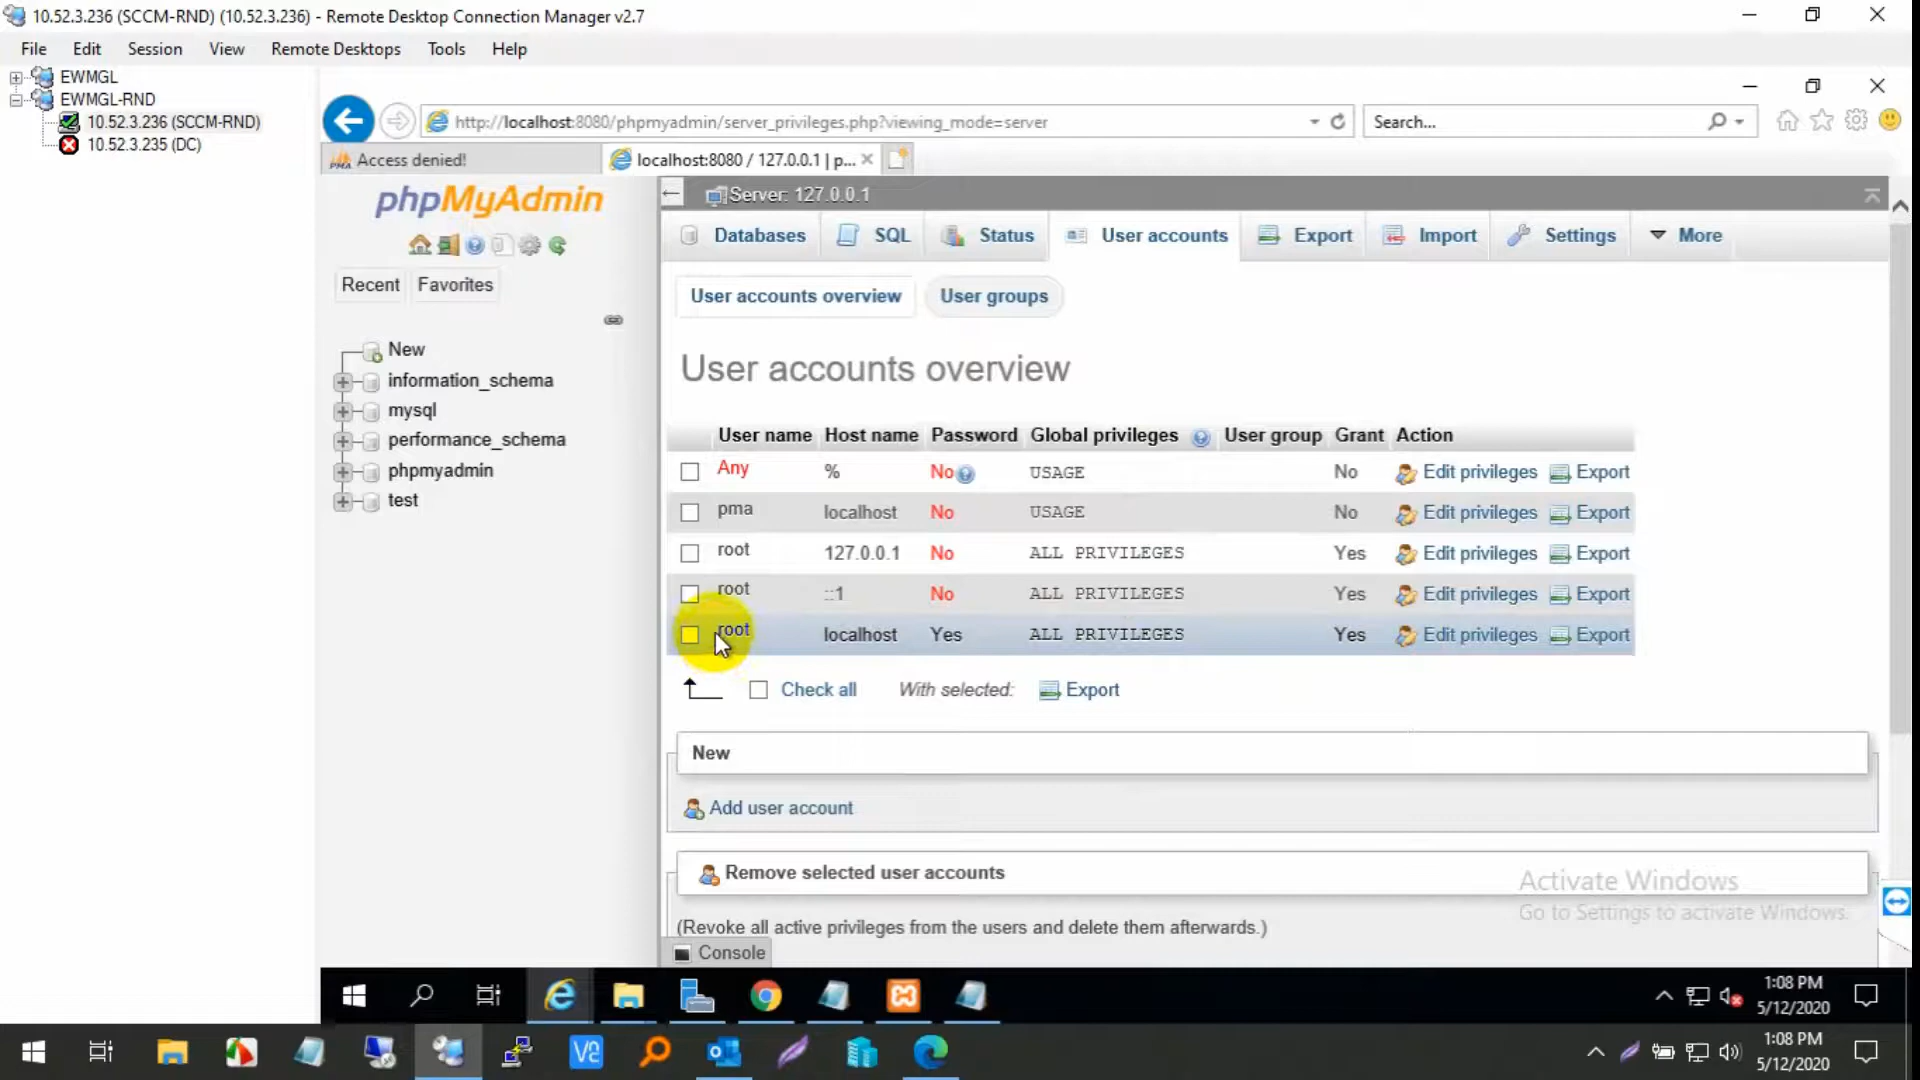 10.52.3.236 (SCCM-RND) (10.52.3.236) - Remote Desktop Connection Manager v2.7
File Edit Session View Remote Desktops Tools Help
EWMGL
EWMGL-RND
10.52.3.236 (SCCM-RND)
10.52.3.235 (DC)
http://localhost:8080/phpmyadmin/server_privileges.php?viewing_mode=server
Search...
PMA Access denied!
localhost:8080 / 127.0.0.1 | p...
phpMyAdmin
Recent Favorites
New
information_schema
mysql
performance_schema
phpmyadmin
test
Server: 127.0.0.1
Databases SQL Status User accounts Export Import Settings More
User accounts overview User groups
User accounts overview
User name Host name Password Global privileges User group Grant Action
Any % No USAGE No Edit privileges Export
pma localhost No USAGE No Edit privileges Export
root 127.0.0.1 No ALL PRIVILEGES Yes Edit privileges Export
root ::1 No ALL PRIVILEGES Yes Edit privileges Export
root localhost Yes ALL PRIVILEGES Yes Edit privileges Export
Check all With selected: Export
New
Add user account
Remove selected user accounts
(Revoke all active privileges from the users and delete them afterwards.)
Console
Activate Windows
Go to Settings to activate Windows.
1:08 PM
5/12/2020
1:08 PM
5/12/2020